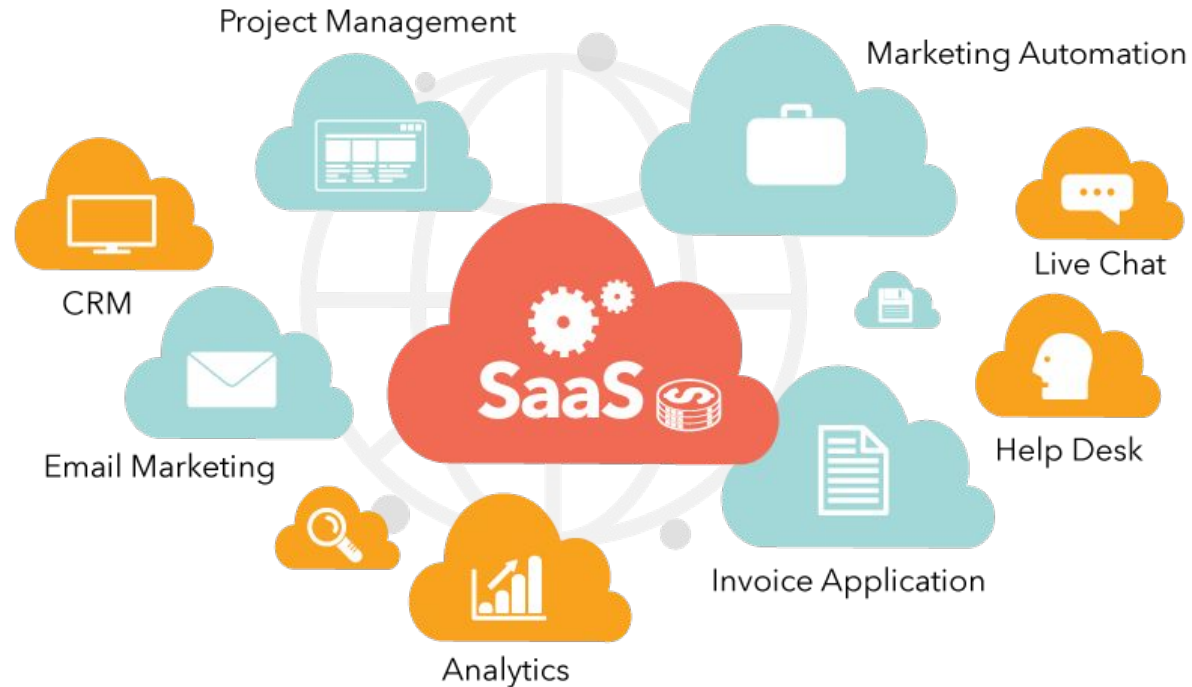 Project Management
Marketing Automation
CRM
Live Chat
SaaS
Email Marketing
Help Desk
Invoice Application
Analytics